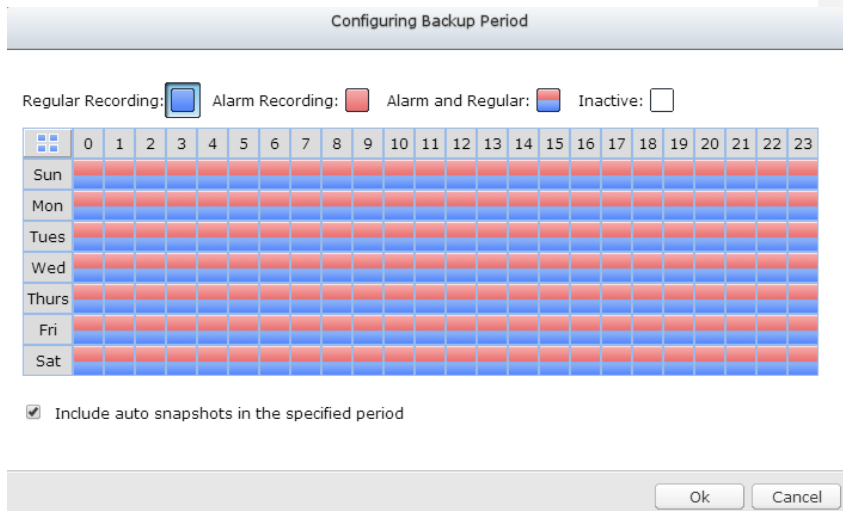 Configuring Backup Period
Regular Recording: Alarm Recording: Alarm and Regular: Inactive:
0 1 2 3 4 5 6 7 8 9 10 11 12 13 14 15 16 17 18 19 20 21 22 23
Sun
Mon
Tues
Wed
Thurs
Fri
Sat
Include auto snapshots in the specified period
Ok Cancel